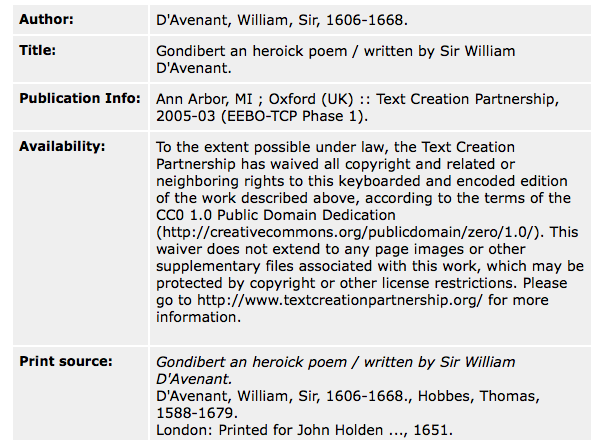 Author: D'Avenant, William, Sir, 1606-1668.
Title: Gondibert an heroick poem / written by Sir William
D'Avenant.
Publication Info: Ann Arbor, MI ; Oxford (UK) :: Text Creation Partnership,
2005-03 (EEBO-TCP Phase 1).
Availability: To the extent possible under law, the Text Creation
Partnership has waived all copyright and related or
neighboring rights to this keyboarded and encoded edition
of the work described above, according to the terms of the
CC0 1.0 Public Domain Dedication
(http://creativecommons.org/publicdomain/zero/1.0/). This
waiver does not extend to any page images or other
supplementary files associated with this work, which may be
protected by copyright or other license restrictions. Please
go to http://www.textcreationpartnership.org/ for more
information.
Print source: Gondibert an heroick poem / written by Sir William
D'Avenant.
D'Avenant, William, Sir, 1606-1668., Hobbes, Thomas,
1588-1679.
London: Printed for John Holden ..., 1651.